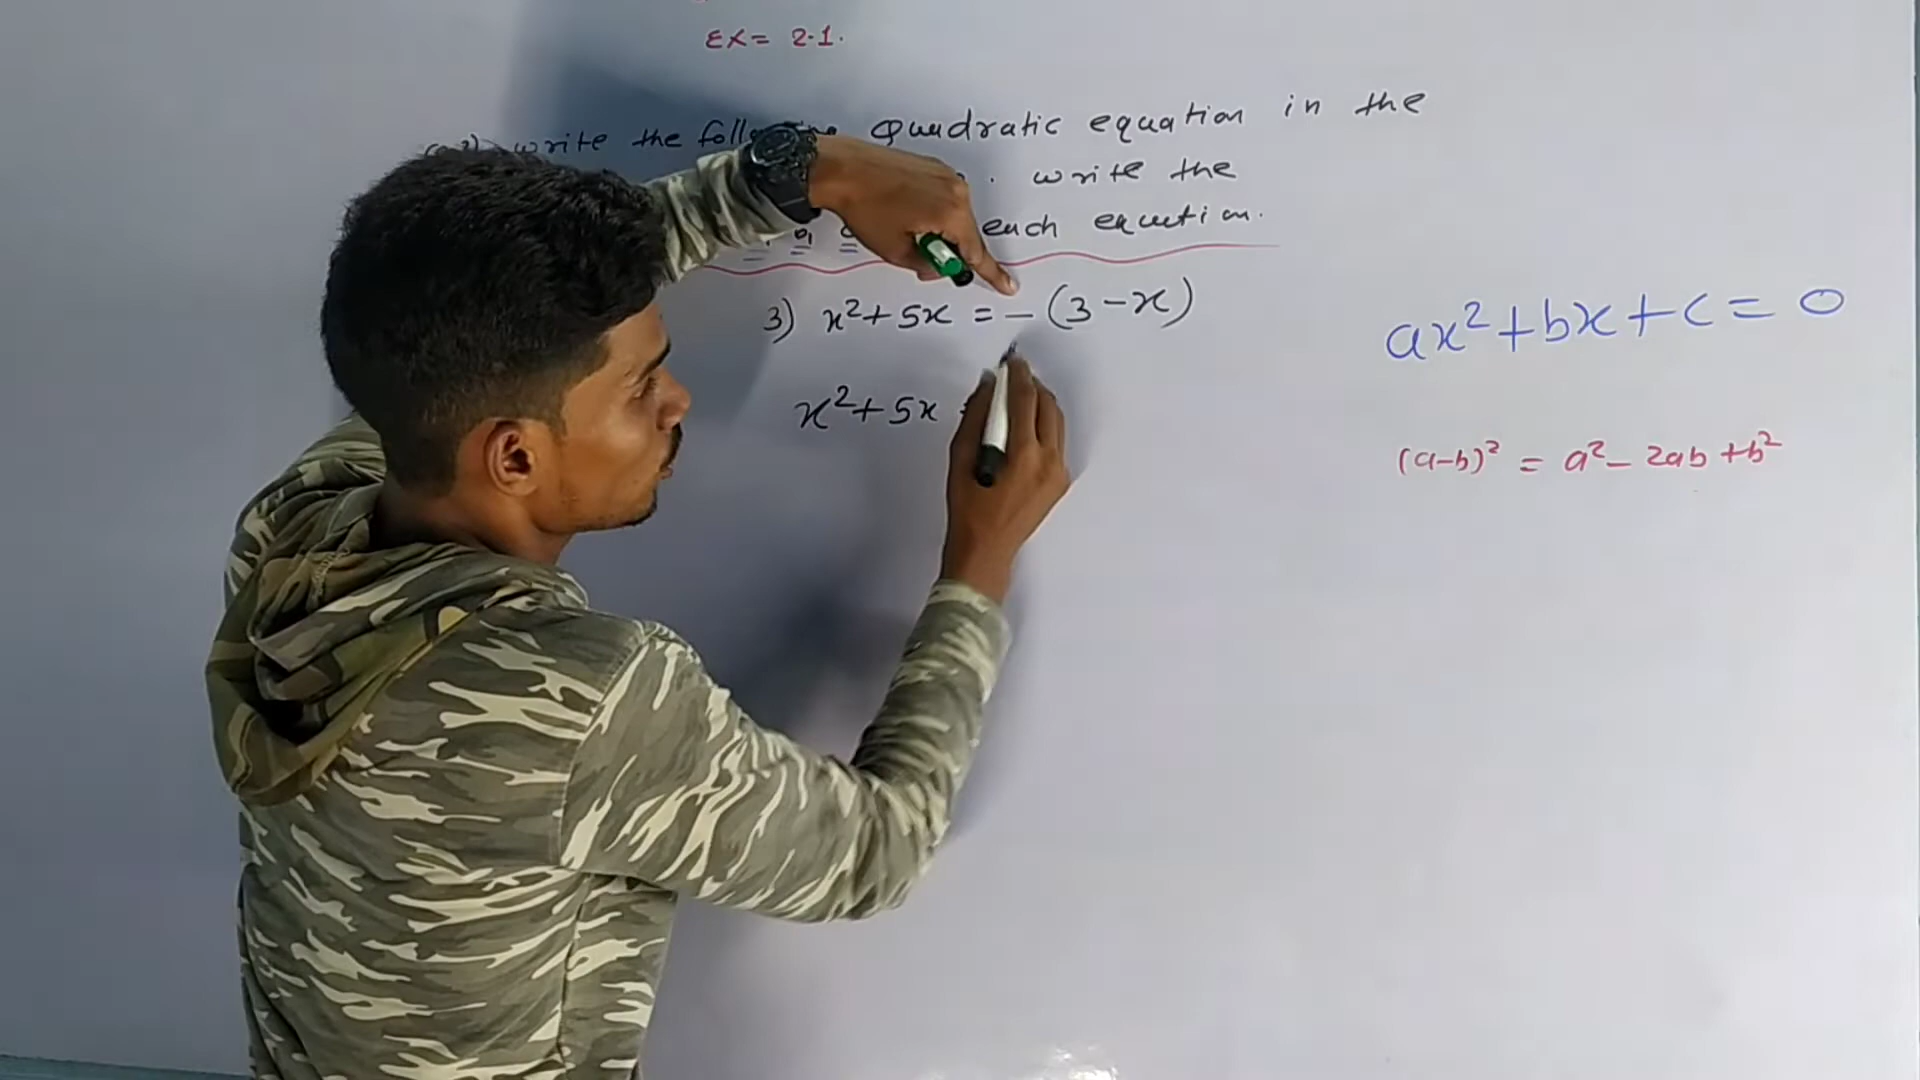 EX= 2.1.
write the Quadratic equation in the
. write the
each equation.
3) x²+5x = -(3-x)
x²+5x
ax²+bx+c=0
(a-b)² = a²- 2ab +b²